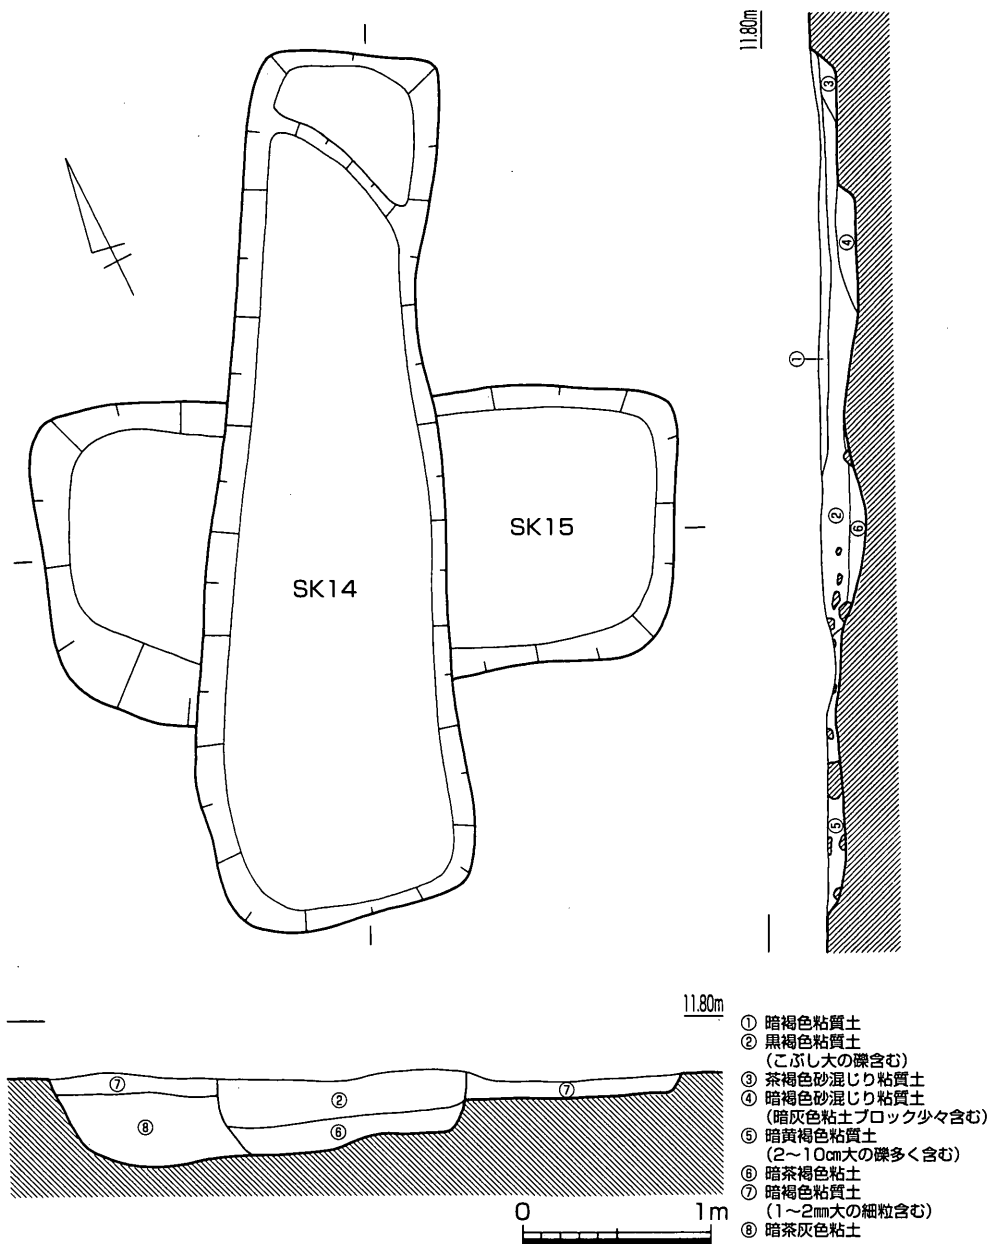 11.80m
③
④
①
SK15
②
⑥
SK14
⑤
11.80m
⑦
②
⑦
⑧
⑥
① 暗褐色粘質土
② 黒褐色粘質土
(こぶし大の礫含む)
③ 茶褐色砂混じり粘質土
④ 暗褐色砂混じり粘質土
(暗灰色粘土ブロック少々含む)
⑤ 暗黄褐色粘質土
(2〜10cm大の礫多く含む)
⑥ 暗茶褐色粘土
⑦ 暗褐色粘質土
(1〜2mm大の細粒含む)
⑧ 暗茶灰色粘土
0 1m